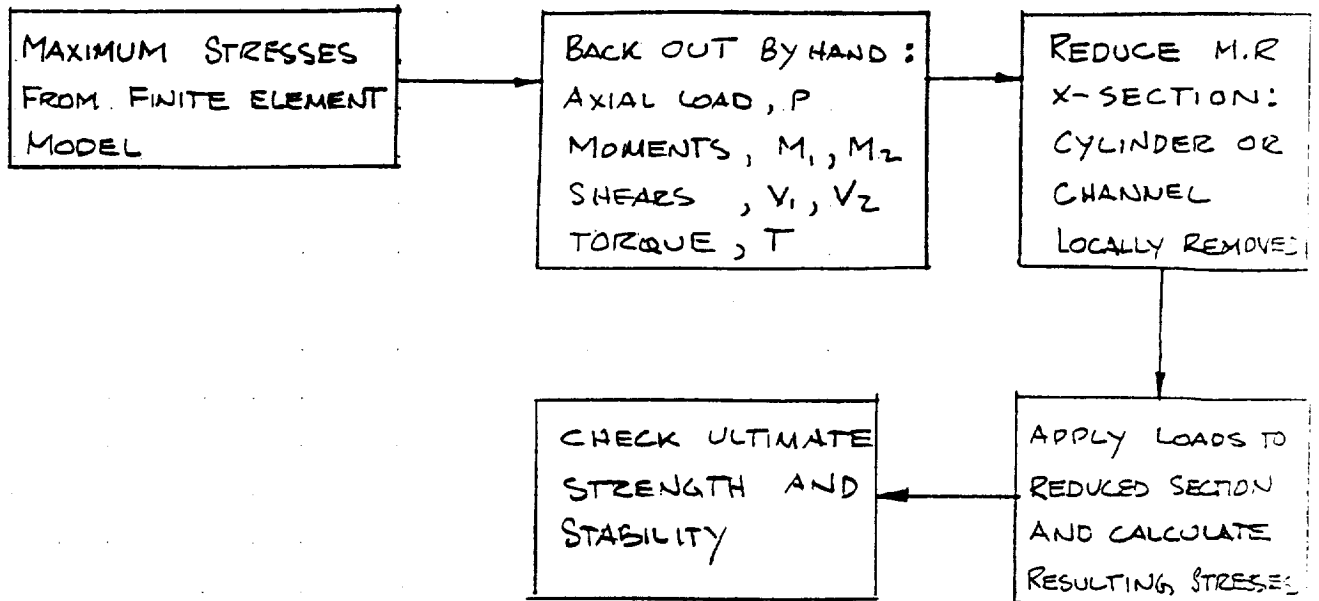 MAXIMUM STRESSES
FROM FINITE ELEMENT
MODEL
BACK OUT BY HAND:
AXIAL LOAD, P
MOMENTS, M1, M2
SHEARS, V1, V2
TORQUE, T
REDUCE M.R
X-SECTION:
CYLINDER OR
CHANNEL
LOCALLY REMOVED
APPLY LOADS TO
REDUCED SECTION
AND CALCULATE
RESULTING STRESES
CHECK ULTIMATE
STRENGTH AND
STABILITY